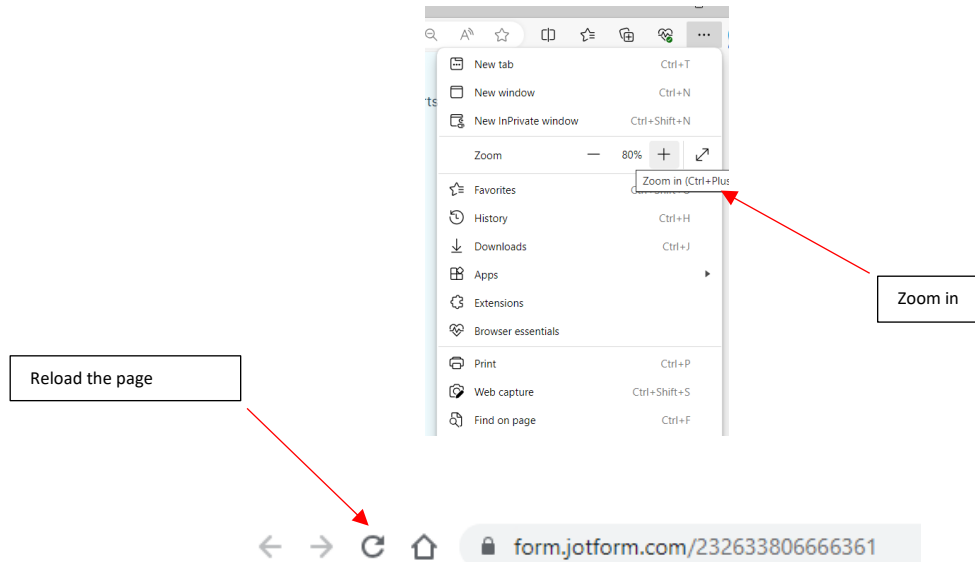 rts
New tab Ctrl+T
New window Ctrl+N
New InPrivate window Ctrl+Shift+N
Zoom 80%
Zoom in (Ctrl+Plus
Favorites
History Ctrl+H
Downloads Ctrl+J
Apps
Extensions
Browser essentials
Print Ctrl+P
Web capture Ctrl+Shift+S
Find on page Ctrl+F
Zoom in
Reload the page
form.jotform.com/232633806666361